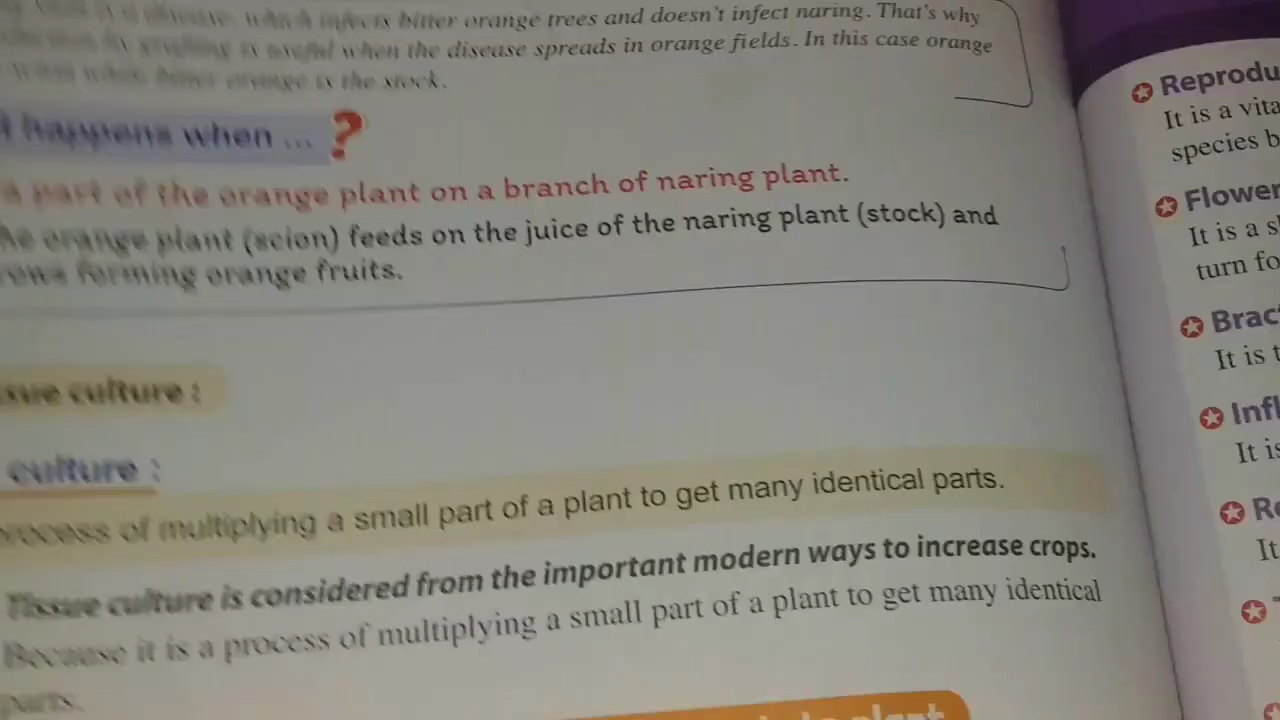 which infects bitter orange trees and doesn't infect naring. That's why
grafting is useful when the disease spreads in orange fields. In this case orange
bitter orange is the stock.
happens when ... ?
a part of the orange plant on a branch of naring plant.
orange plant (scion) feeds on the juice of the naring plant (stock) and
forming orange fruits.
culture :
culture :
process of multiplying a small part of a plant to get many identical parts.
Tissue culture is considered from the important modern ways to increase crops.
Because it is a process of multiplying a small part of a plant to get many identical
parts.
plant
Reprodu
It is a vita
species b
Flower
It is a s
turn fo
Brac
It is t
Infl
It is
Re
It